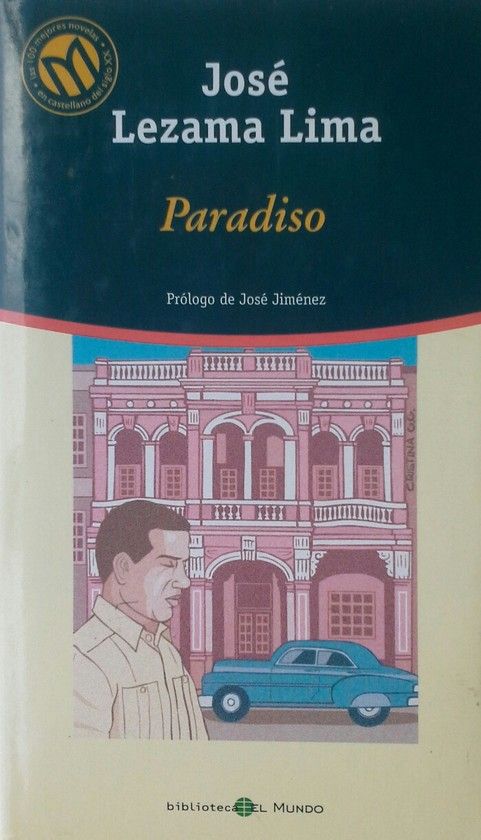 las 100 mejores novelas
en castellano del siglo XX
José
Lezama Lima
Paradiso
Prólogo de José Jiménez
biblioteca EL MUNDO